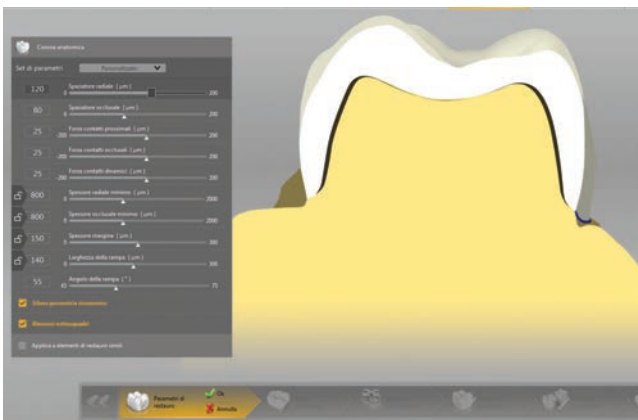 Corona anatomica
Set di parametri Personalizzato
120 Spaziatore radiale (µm)
0 200
80 Spaziatore occlusale (µm)
0 200
25 Forza contatti prossimali (µm)
-200 200
25 Forza contatti occlusali (µm)
-200 200
25 Forza contatti dinamici (µm)
-200 200
800 Spessore radiale minimo (µm)
0 2000
800 Spessore occlusale minimo (µm)
0 2000
150 Spessore margine (µm)
0 300
140 Larghezza della rampa (µm)
0 300
55 Angolo della rampa (°)
45 75
Rimuovi sottosquadri
Applica a elementi di restauro simili
Parametri di restauro
Ok
Annulla